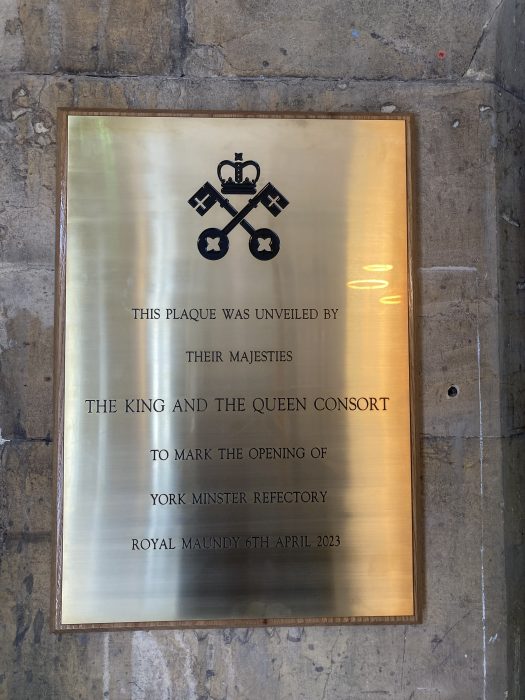 THIS PLAQUE WAS UNVEILED BY
THEIR MAJESTIES
THE KING AND THE QUEEN CONSORT
TO MARK THE OPENING OF
YORK MINSTER REFECTORY
ROYAL MAUNDY 6TH APRIL 2023